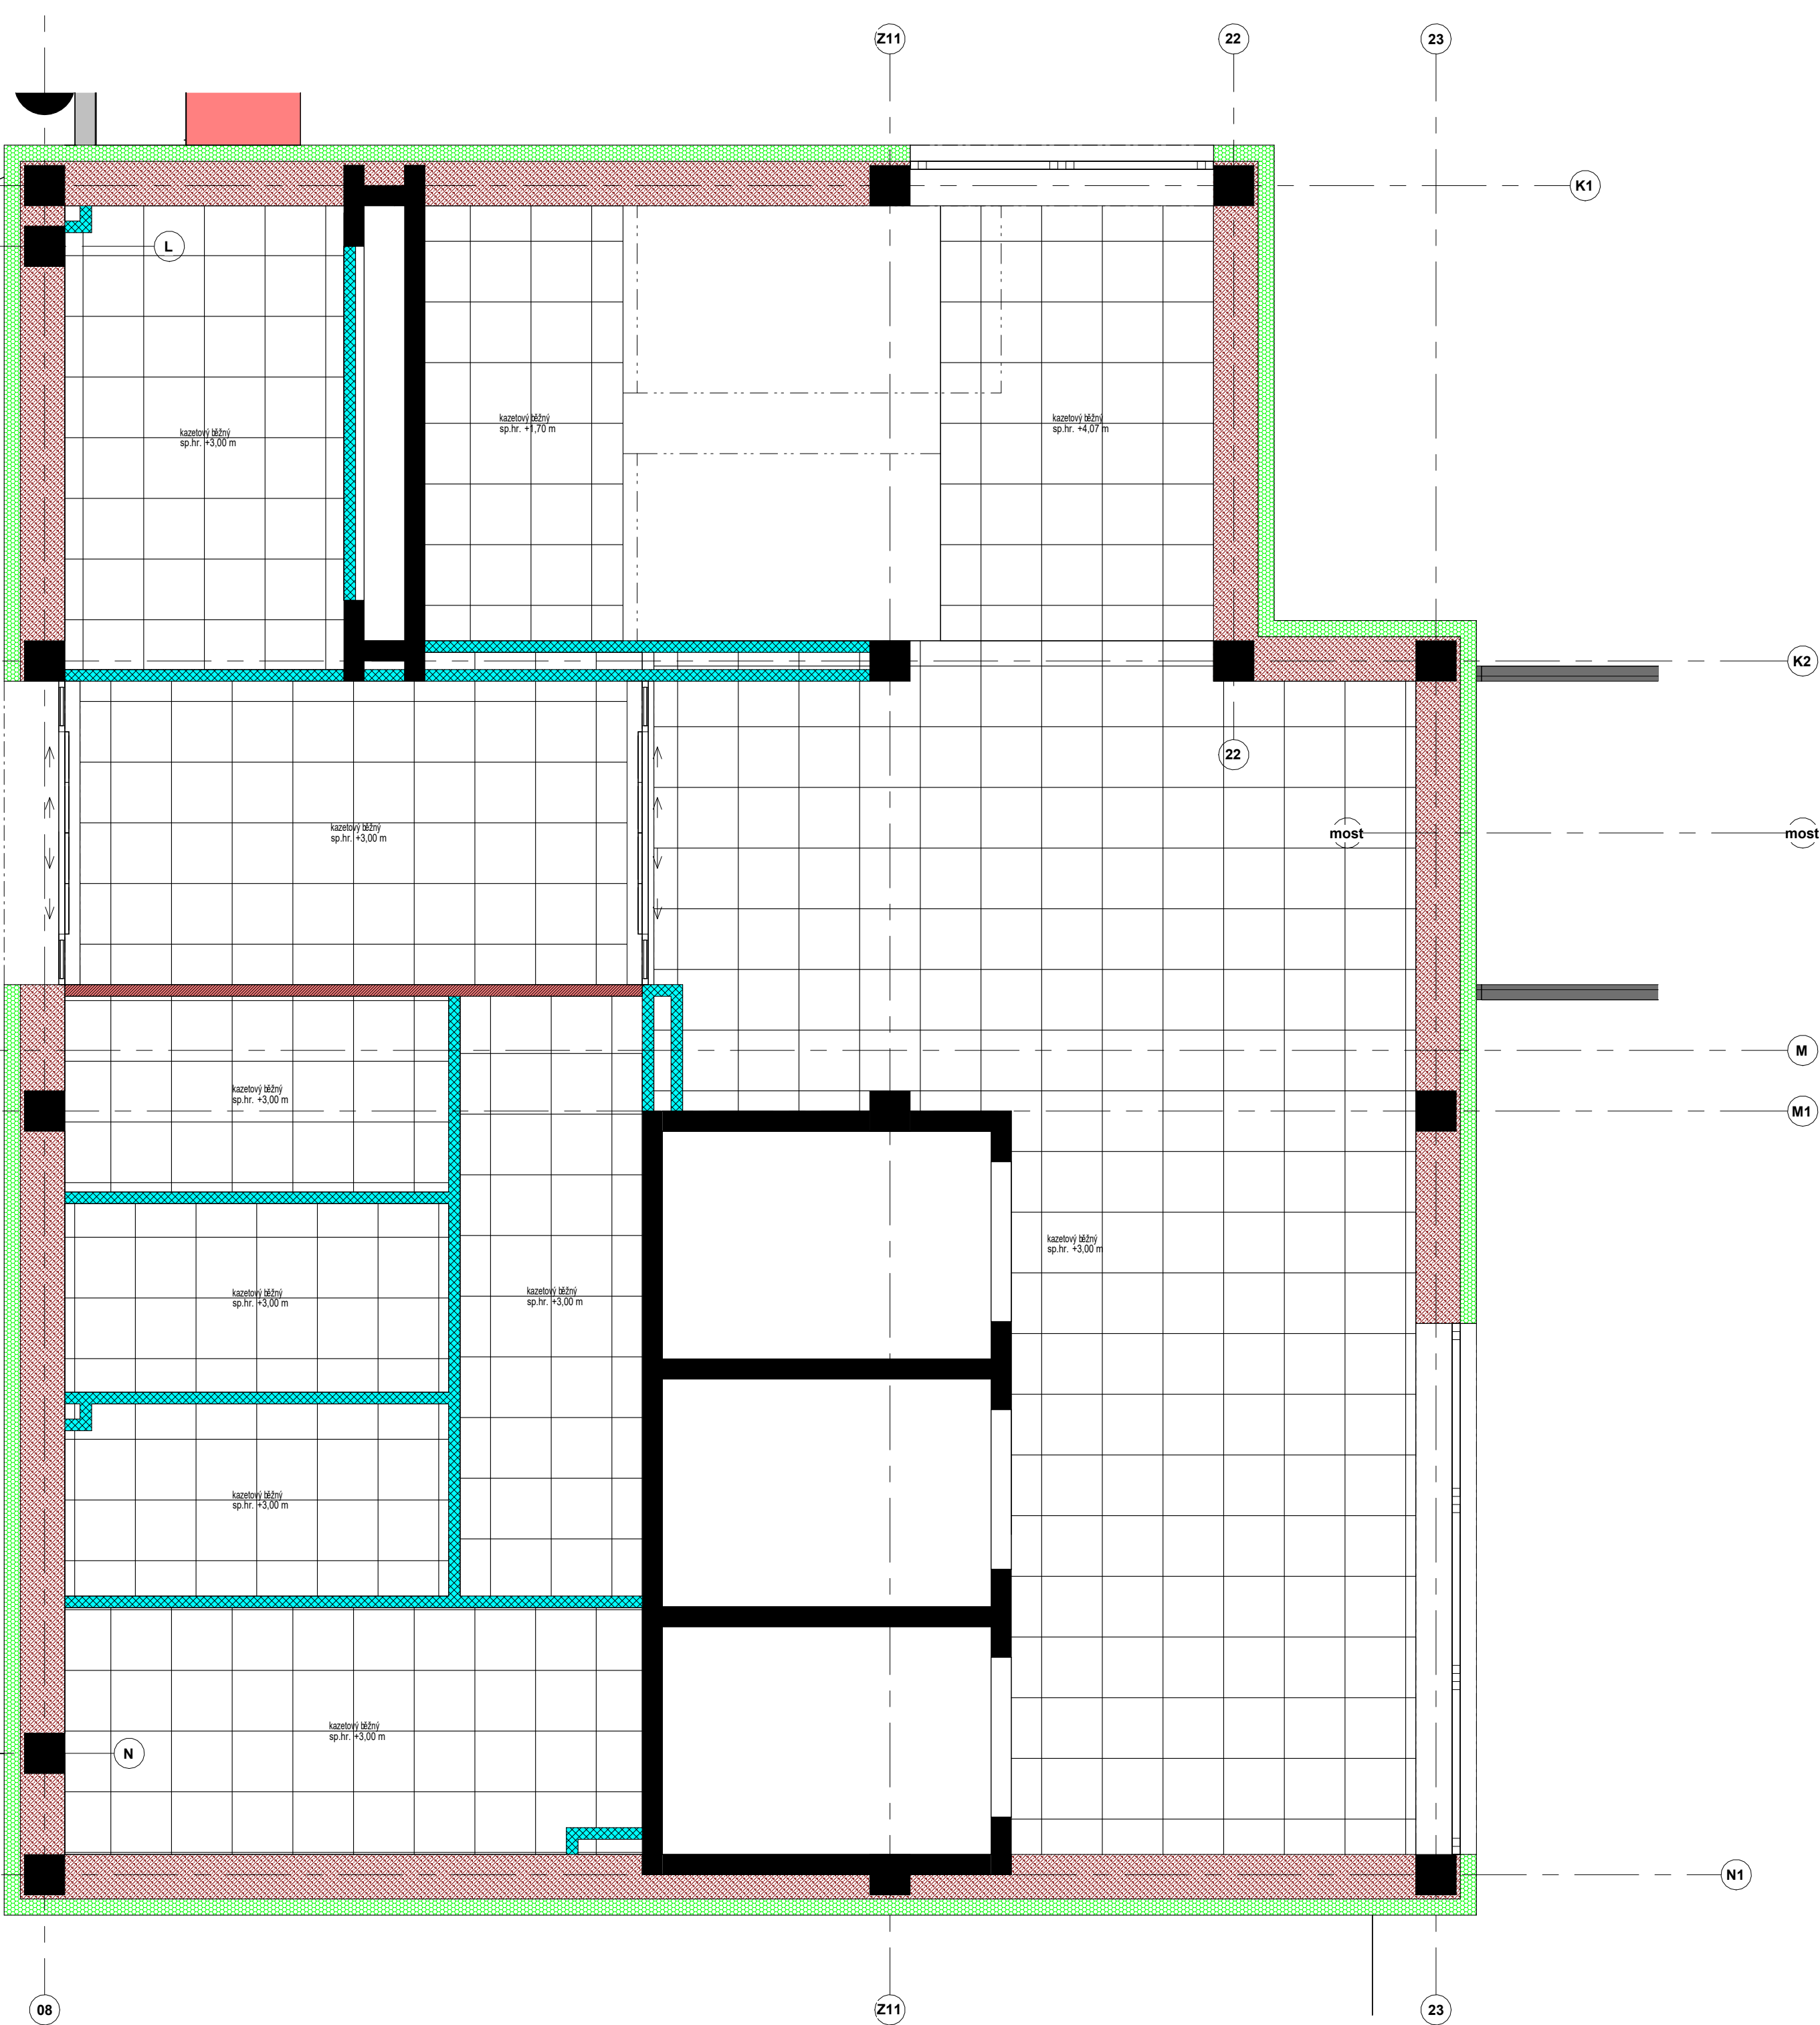 Z11
22
23
K1
L
kazetový běžný
sp.hr. +1,70 m
kazetový běžný
sp.hr. +4,07 m
kazetový běžný
sp.hr. +3,00 m
K2
22
kazetový běžný
sp.hr. +3,00 m
most
most
M
kazetový běžný
sp.hr. +3,00 m
M1
kazetový běžný
sp.hr. +3,00 m
kazetový běžný
sp.hr. +3,00 m
kazetový běžný
sp.hr. +3,00 m
kazetový běžný
sp.hr. +3,00 m
kazetový běžný
sp.hr. +3,00 m
N
N1
08
Z11
23